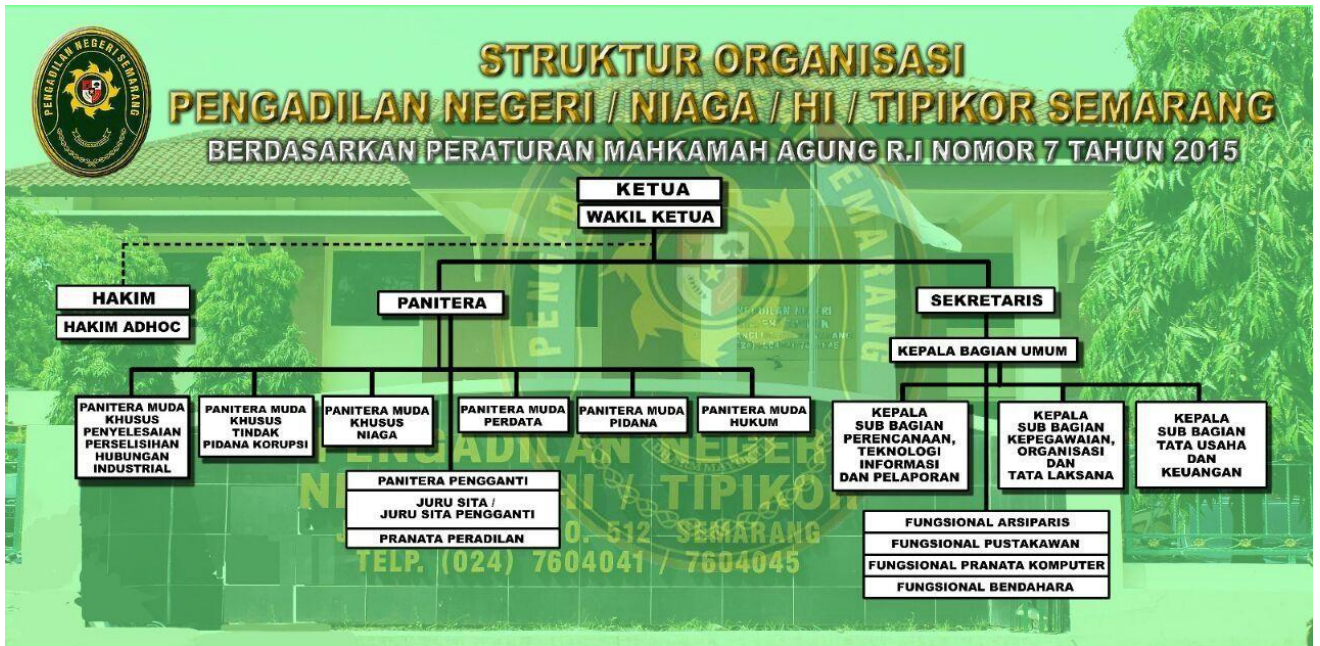 PENGADILAN NEGERI SEMARANG
STRUKTUR ORGANISASI
PENGADILAN NEGERI / NIAGA / HI / TIPIKOR SEMARANG
BERDASARKAN PERATURAN MAHKAMAH AGUNG R.I NOMOR 7 TAHUN 2015
KETUA
WAKIL KETUA
HAKIM
HAKIM ADHOC
PANITERA
SEKRETARIS
KEPALA BAGIAN UMUM
PANITERA MUDA
KHUSUS
PENYELESAIAN
PERSELISIHAN
HUBUNGAN
INDUSTRIAL
PANITERA MUDA
KHUSUS
TINDAK
PIDANA KORUPSI
PANITERA MUDA
KHUSUS
NIAGA
PANITERA MUDA
PERDATA
PANITERA MUDA
PIDANA
PANITERA MUDA
HUKUM
KEPALA
SUB BAGIAN
PERENCANAAN,
TEKNOLOGI
INFORMASI
DAN PELAPORAN
KEPALA
SUB BAGIAN
KEPEGAWAIAN,
ORGANISASI
DAN
TATA LAKSANA
KEPALA
SUB BAGIAN
TATA USAHA
DAN
KEUANGAN
PANITERA PENGGANTI
JURU SITA /
JURU SITA PENGGANTI
PRANATA PERADILAN
FUNGSIONAL ARSIPARIS
FUNGSIONAL PUSTAKAWAN
FUNGSIONAL PRANATA KOMPUTER
FUNGSIONAL BENDAHARA
512 SEMARANG
TELP. (024) 7604041 / 7604045